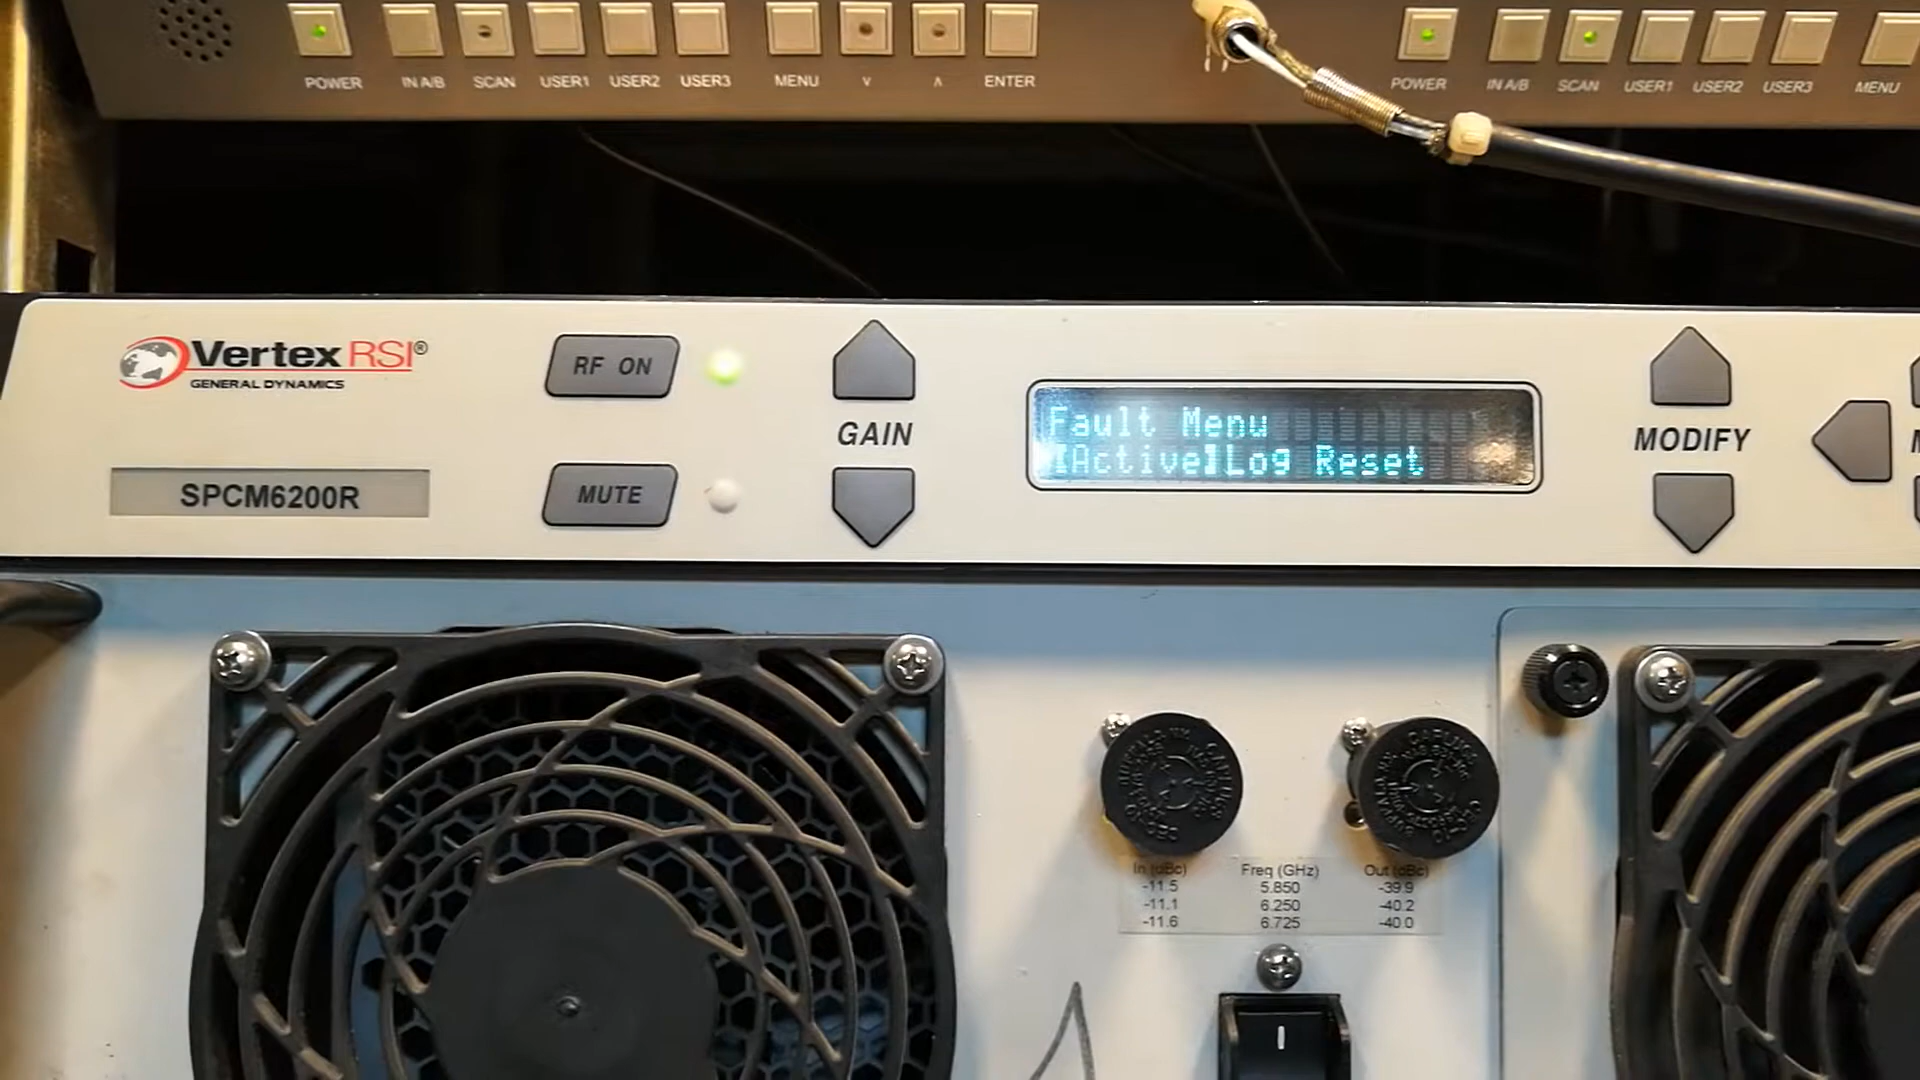 POWER IN A/B SCAN USER1 USER2 USER3 MENU ∨ ∧ ENTER
POWER IN A/B SCAN USER1 USER2 USER3 MENU
Vertex RSI®
GENERAL DYNAMICS
SPCM6200R
RF ON
MUTE
GAIN
Fault Menu
[Active]Log Reset
MODIFY
In (dBc) Freq (GHz) Out (dBc)
-11.5 5.850 -39.9
-11.1 6.250 -40.2
-11.6 6.725 -40.0